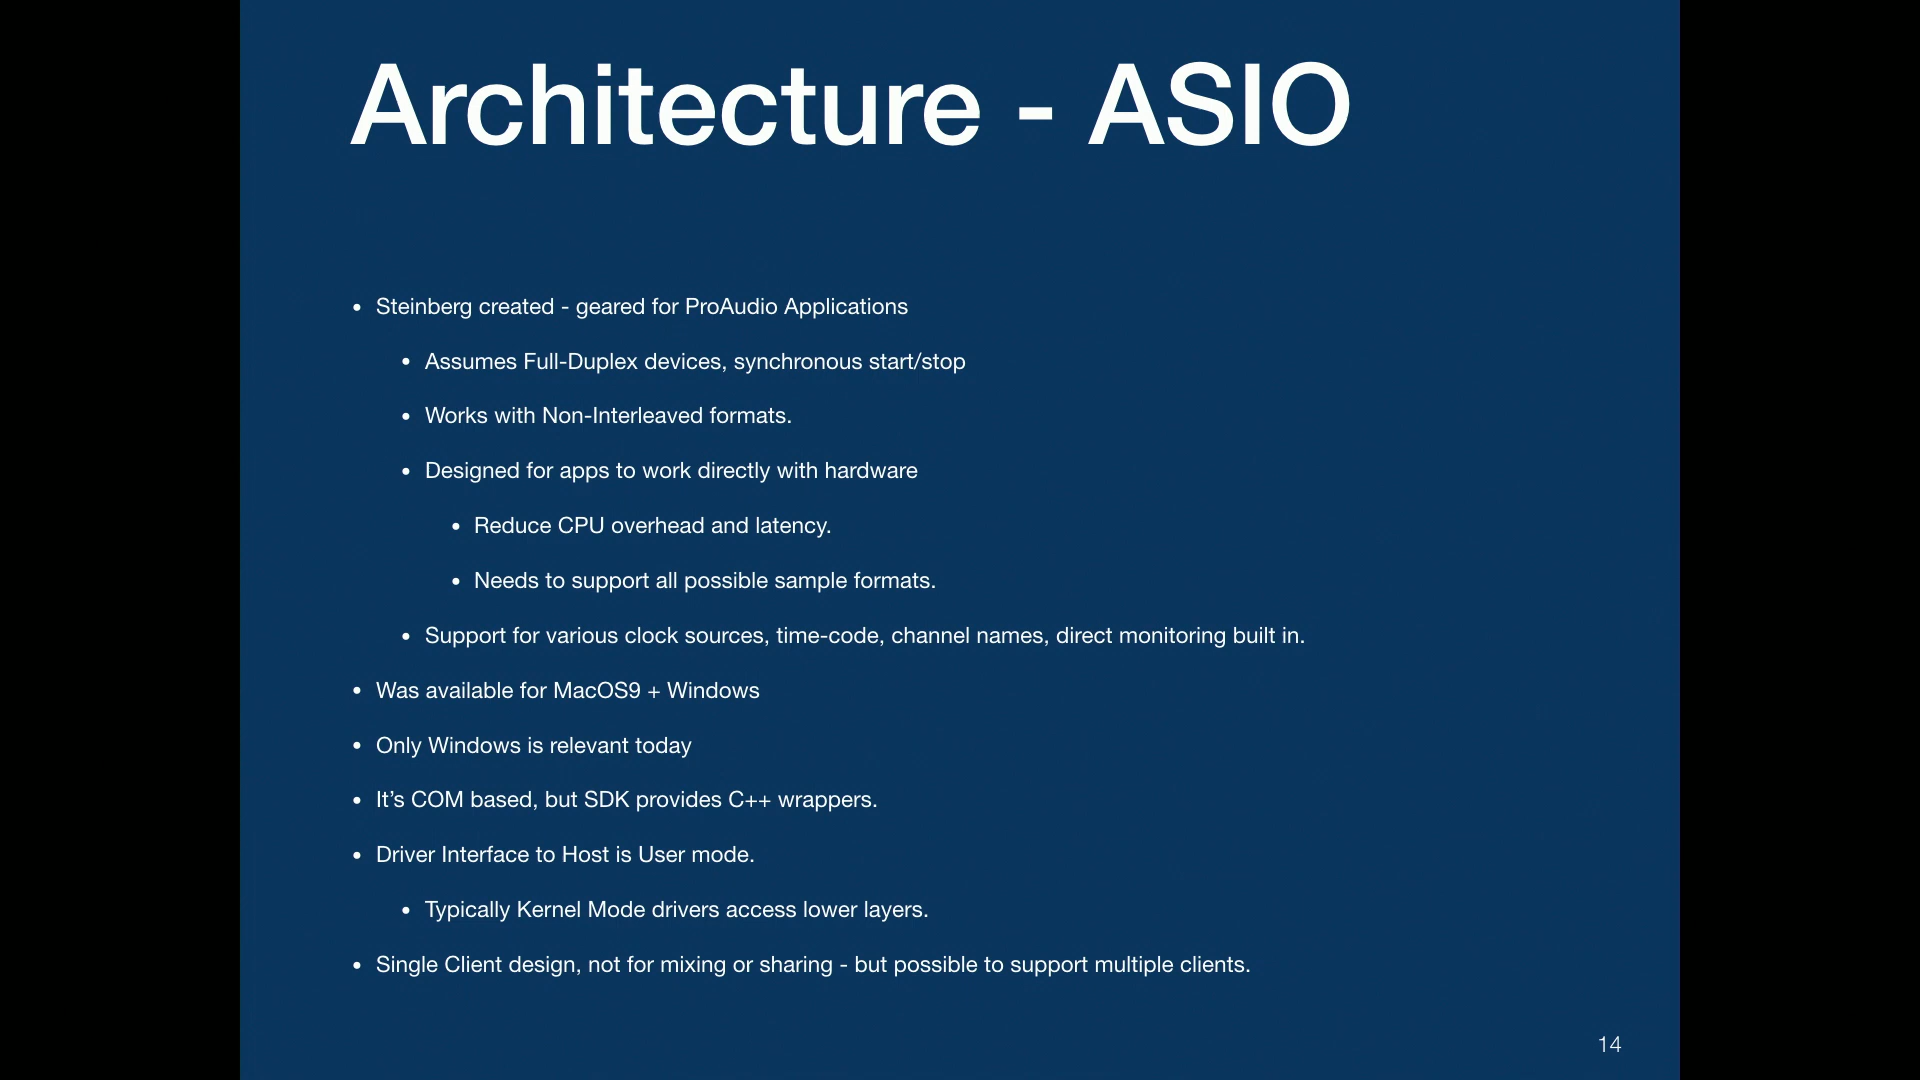 Architecture - ASIO
• Steinberg created - geared for ProAudio Applications
• Assumes Full-Duplex devices, synchronous start/stop
• Works with Non-Interleaved formats.
• Designed for apps to work directly with hardware
• Reduce CPU overhead and latency.
• Needs to support all possible sample formats.
• Support for various clock sources, time-code, channel names, direct monitoring built in.
• Was available for MacOS9 + Windows
• Only Windows is relevant today
• It’s COM based, but SDK provides C++ wrappers.
• Driver Interface to Host is User mode.
• Typically Kernel Mode drivers access lower layers.
• Single Client design, not for mixing or sharing - but possible to support multiple clients.
14